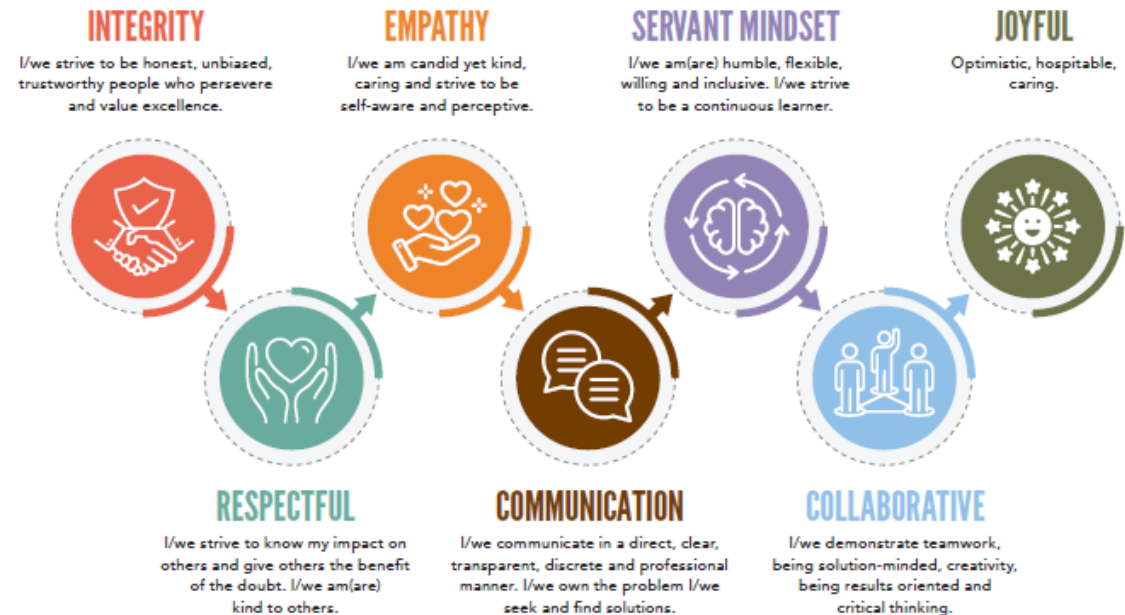 INTEGRITY
I/we strive to be honest, unbiased,
trustworthy people who persevere
and value excellence.
EMPATHY
I/we am candid yet kind,
caring and strive to be
self-aware and perceptive.
SERVANT MINDSET
I/we am(are) humble, flexible,
willing and inclusive. I/we strive
to be a continuous learner.
JOYFUL
Optimistic, hospitable,
caring.
RESPECTFUL
I/we strive to know my impact on
others and give others the benefit
of the doubt. I/we am(are)
kind to others.
COMMUNICATION
I/we communicate in a direct, clear,
transparent, discrete and professional
manner. I/we own the problem I/we
seek and find solutions.
COLLABORATIVE
I/we demonstrate teamwork,
being solution-minded, creativity,
being results oriented and
critical thinking.